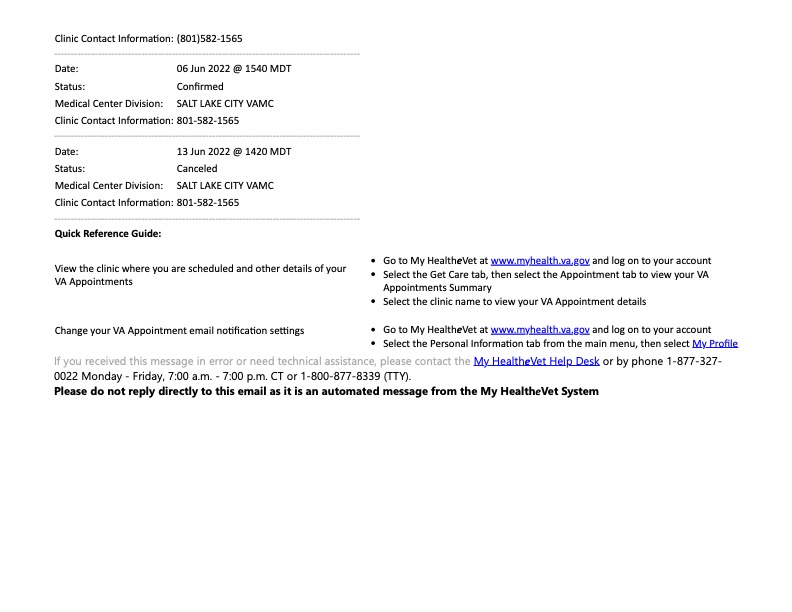 Clinic Contact Information: (801)582-1565
Date: 06 Jun 2022 @ 1540 MDT
Status: Confirmed
Medical Center Division: SALT LAKE CITY VAMC
Clinic Contact Information: 801-582-1565
Date: 13 Jun 2022 @ 1420 MDT
Status: Canceled
Medical Center Division: SALT LAKE CITY VAMC
Clinic Contact Information: 801-582-1565
Quick Reference Guide:
View the clinic where you are scheduled and other details of your
VA Appointments
• Go to My HealtheVet at www.myhealth.va.gov and log on to your account
• Select the Get Care tab, then select the Appointment tab to view your VA
Appointments Summary
• Select the clinic name to view your VA Appointment details
Change your VA Appointment email notification settings
• Go to My HealtheVet at www.myhealth.va.gov and log on to your account
• Select the Personal Information tab from the main menu, then select My Profile
If you received this message in error or need technical assistance, please contact the My HealtheVet Help Desk or by phone 1-877-327-
0022 Monday - Friday, 7:00 a.m. - 7:00 p.m. CT or 1-800-877-8339 (TTY).
Please do not reply directly to this email as it is an automated message from the My HealtheVet System